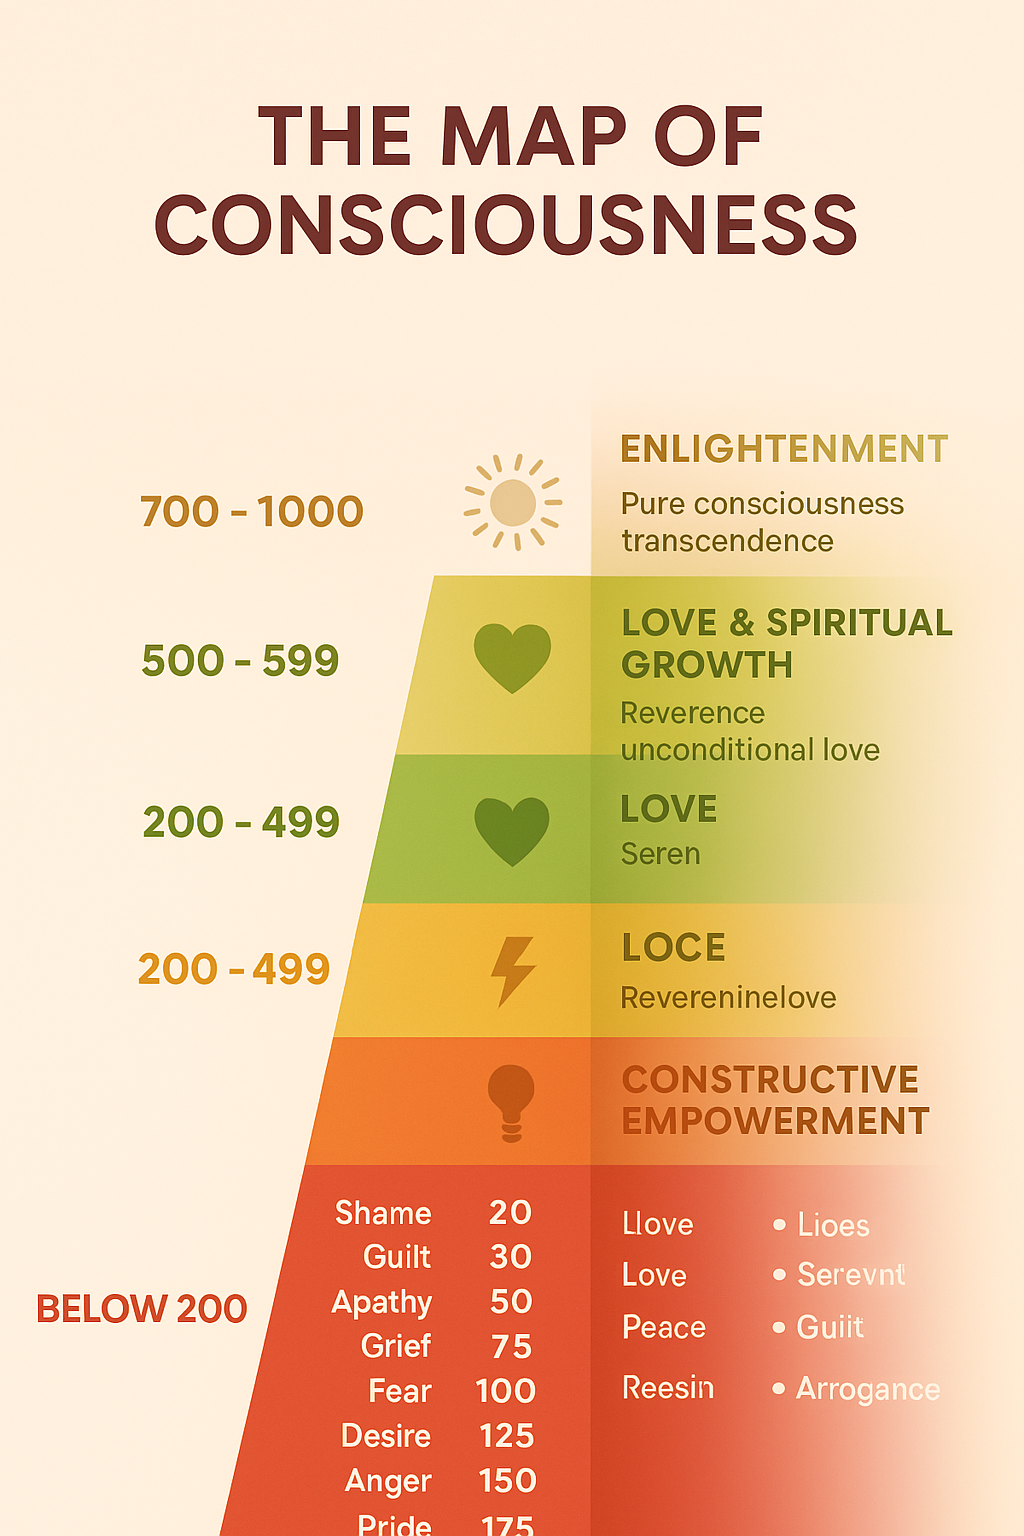 THE MAP OF
CONSCIOUSNESS
700 - 1000
ENLIGHTENMENT
Pure consciousness
transcendence
500 - 599
LOVE & SPIRITUAL
GROWTH
Reverence
unconditional love
200 - 499
LOVE
Seren
200 - 499
LOCE
Revereninelove
CONSTRUCTIVE
EMPOWERMENT
BELOW 200
Shame 20
Guilt 30
Apathy 50
Grief 75
Fear 100
Desire 125
Anger 150
Pride 175
Llove • Lioes
Love
Peace • Guiit
Reesin • Arrogance